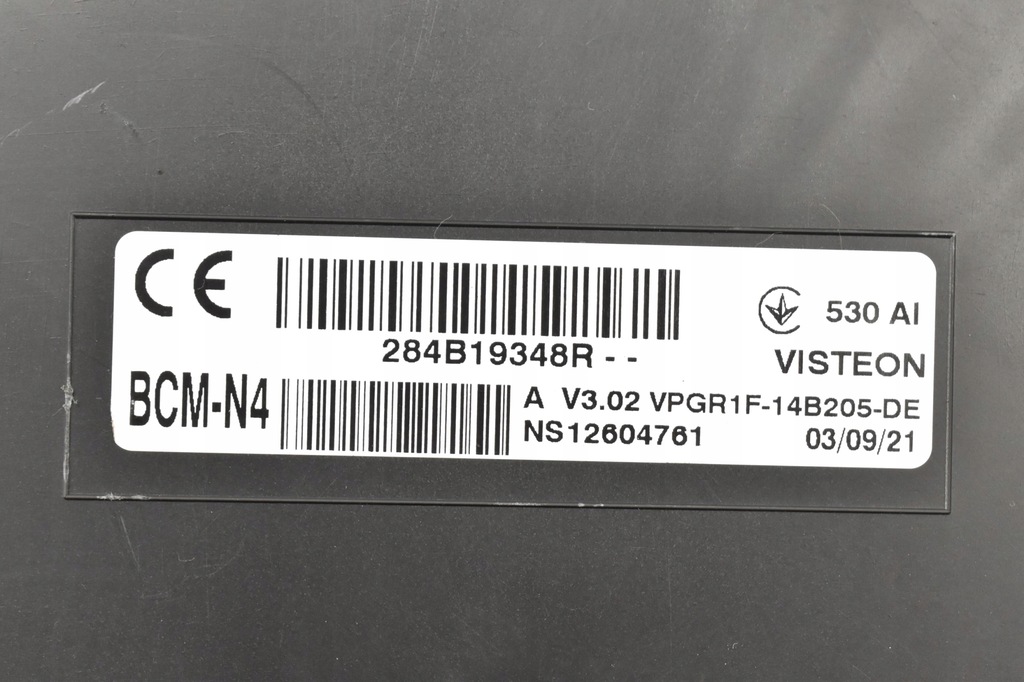 CE
530 AI
284B19348R - -
VISTEON
BCM-N4
A V3.02 VPGR1F-14B205-DE
NS12604761 03/09/21